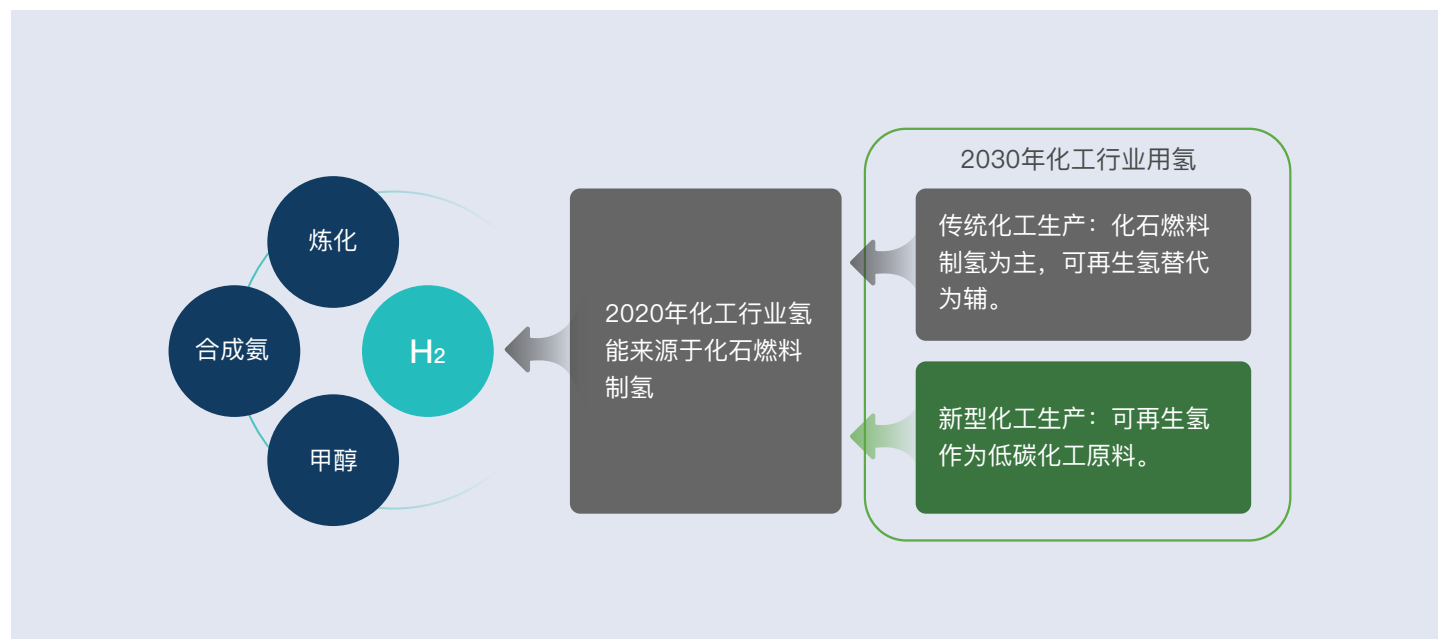 炼化
合成氨
H₂
甲醇
2020年化工行业氢
能来源于化石燃料
制氢
2030年化工行业用氢
传统化工生产：化石燃料
制氢为主，可再生氢替代
为辅。
新型化工生产：可再生氢
作为低碳化工原料。